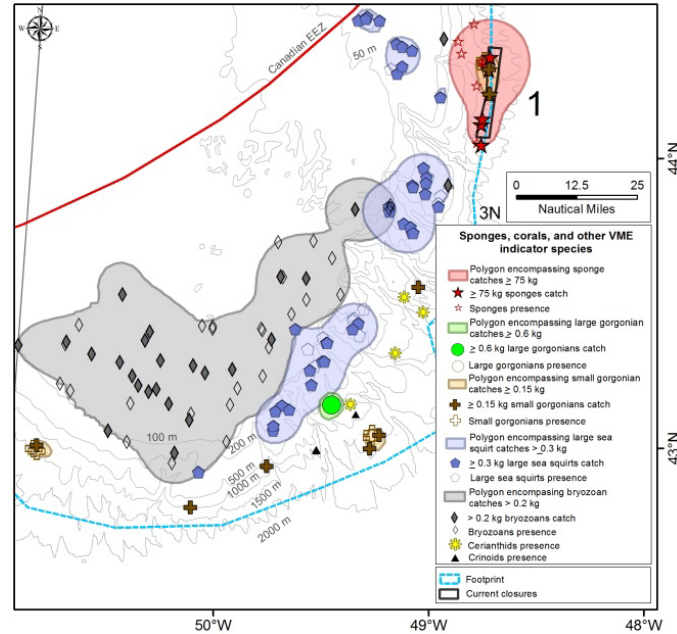 N
W E
S
Canadian EEZ
50 m
1
44°N
0 12.5 25
Nautical Miles
3N
Sponges, corals, and other VME
indicator species
Polygon encompassing sponge
catches ≥ 75 kg
≥ 75 kg sponges catch
Sponges presence
Polygon encompassing large gorgonian
catches ≥ 0.6 kg
≥ 0.6 kg large gorgonians catch
Large gorgonians presence
Polygon encompassing small gorgonian
catches ≥ 0.15 kg
≥ 0.15 kg small gorgonians catch
Small gorgonians presence
Polygon encompassing large sea
squirt catches ≥ 0.3 kg
≥ 0.3 kg large sea squirts catch
Large sea squirts presence
Polygon encompasing bryozoan
catches > 0.2 kg
> 0.2 kg bryozoans catch
Bryozoans presence
Cerianthids presence
Crinoids presence
Footprint
Current closures
100 m
200 m
500 m
1000 m
1500 m
2000 m
43°N
50°W 49°W 48°W